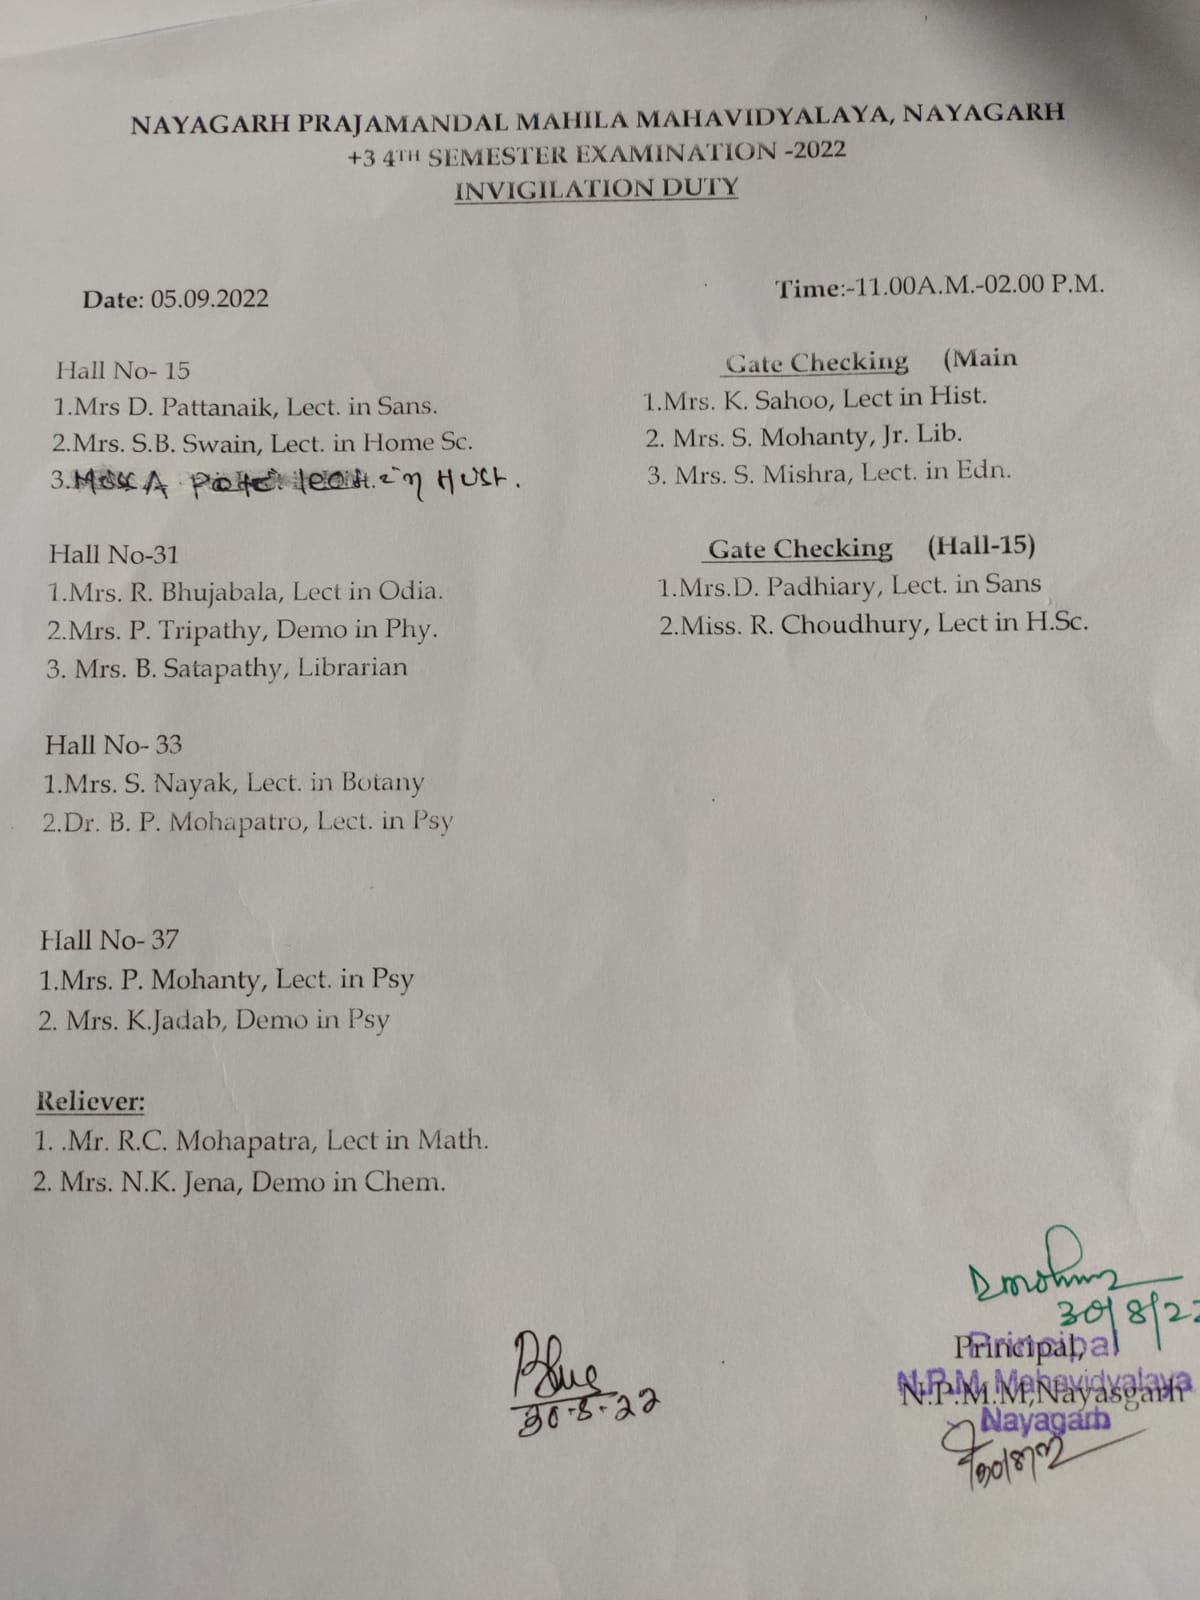 NAYAGARH PRAJAMANDAL MAHILA MAHAVIDYALAYA, NAYAGARH
+3 4TH SEMESTER EXAMINATION -2022
INVIGILATION DUTY
Date: 05.09.2022
Time:-11.00A.M.-02.00 P.M.
Hall No- 15
1.Mrs D. Pattanaik, Lect. in Sans.
2.Mrs. S.B. Swain, Lect. in Home Sc.
3. A
Hall No-31
1.Mrs. R. Bhujabala, Lect in Odia.
2.Mrs. P. Tripathy, Demo in Phy.
3. Mrs. B. Satapathy, Librarian
Hall No- 33
1.Mrs. S. Nayak, Lect. in Botany
2.Dr. B. P. Mohapatro, Lect. in Psy
Hall No- 37
1.Mrs. P. Mohanty, Lect. in Psy
2. Mrs. K.Jadab, Demo in Psy
Reliever:
1. .Mr. R.C. Mohapatra, Lect in Math.
2. Mrs. N.K. Jena, Demo in Chem.
Gate Checking (Main
1.Mrs. K. Sahoo, Lect in Hist.
2. Mrs. S. Mohanty, Jr. Lib.
3. Mrs. S. Mishra, Lect. in Edn.
Gate Checking (Hall-15)
1.Mrs.D. Padhiary, Lect. in Sans
2.Miss. R. Choudhury, Lect in H.Sc.
30-8-22
30/8/22
Principal,
N.P.M.M,Nayasgarh
Principal
N.P.M. Mahavidyalaya
Nayagarh